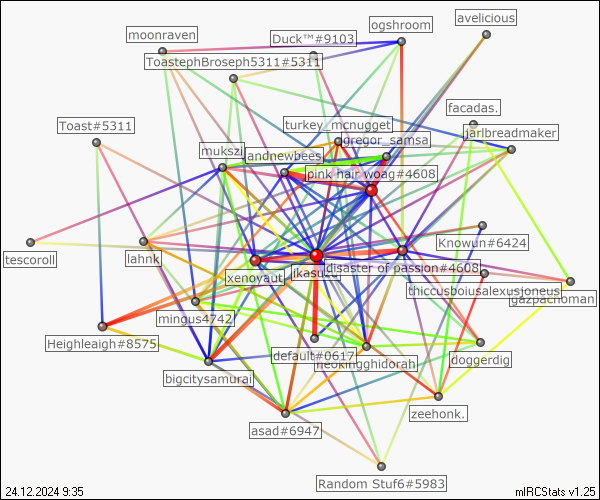 avelicious
ogshroom
moonraven
Duck™#9103
ToastephBroseph5311#5311
facadas.
Toast#5311
turkey_mcnugget
jarlbreadmaker
gregor_samsa
mukszi
andnewbees
pink hair woag#4608
Knowun#6424
tescoroll
lahnk
disaster of passion#4608
xenoyaut
thiccusboiusalexusjoneus
gazpachoman
mingus4742
Heighleaigh#8575
default#0617
doggerdig
neokingghidorah
bigcitysamurai
zeehonk.
asad#6947
Random Stuf6#5983
24.12.2024 9:35
mIRCStats v1.25